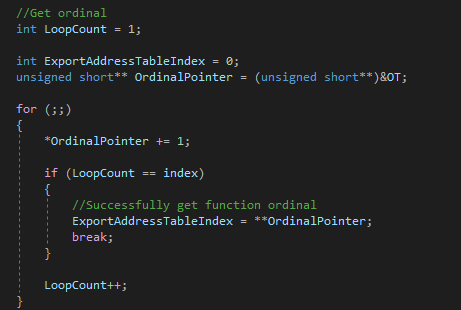 //Get ordinal
int LoopCount = 1;
int ExportAddressTableIndex = 0;
unsigned short** OrdinalPointer = (unsigned short**)&OT;
for (;;)
{
*OrdinalPointer += 1;
if (LoopCount == index)
{
//Successfully get function ordinal
ExportAddressTableIndex = **OrdinalPointer;
break;
}
LoopCount++;
}